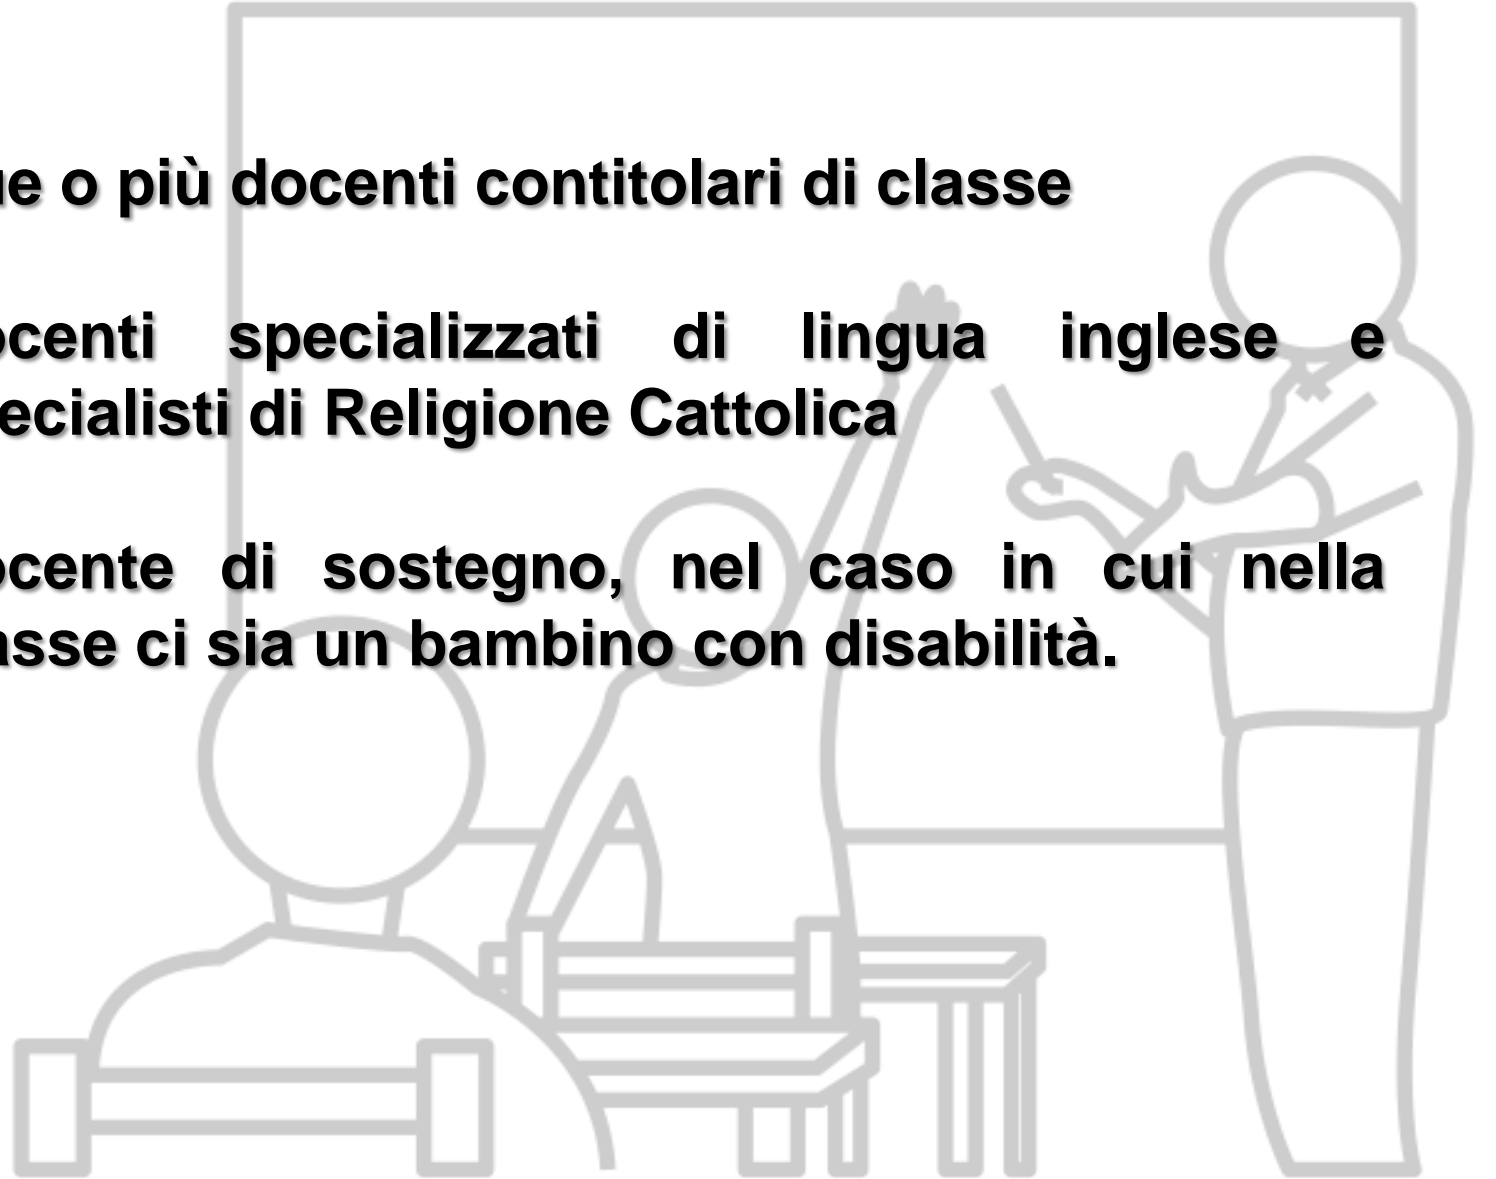 ue o più docenti contitolari di classe
ocenti specializzati di lingua inglese e
ecialisti di Religione Cattolica
ocente di sostegno, nel caso in cui nella
asse ci sia un bambino con disabilità.